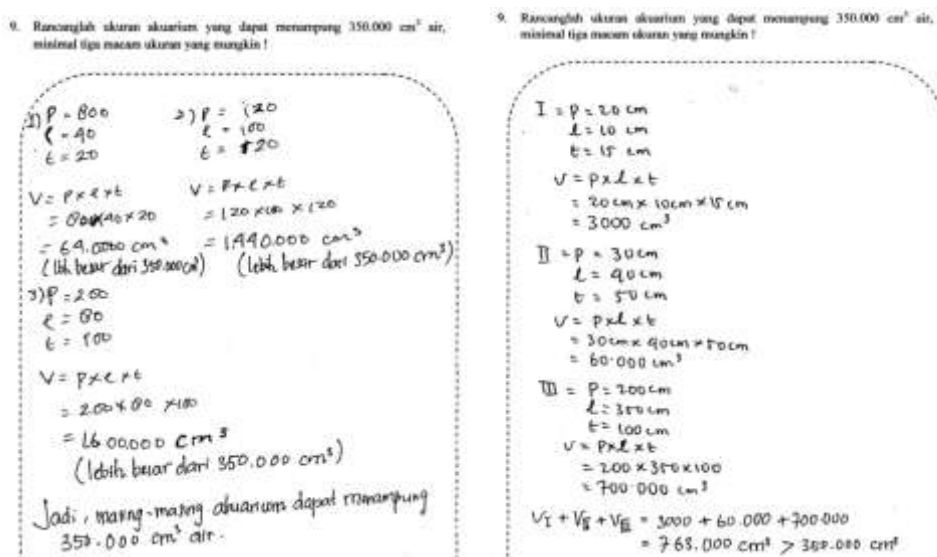 9. Rancanglah ukuran akuarium yang dapat menampung 350.000 cm³ air,
minimal tiga macam ukuran yang mungkin !
1) P = 800
l = 40
t = 20
V = P x l x t
= 800 x 40 x 20
= 64.0000 cm³
(lbh besar dari 350.000 cm³)
2) P = 120
l = 100
t = 120
V = P x l x t
= 120 x 100 x 120
= 1.440.000 cm³
(lebih besar dari 350.000 cm³)
3) P = 200
l = 80
t = 100
V = P x l x t
= 200 x 80 x 100
= 1.600.000 cm³
(lebih besar dari 350.000 cm³)
Jadi, masing-masing akuarium dapat menampung
350.000 cm³ air.
9. Rancanglah ukuran akuarium yang dapat menampung 350.000 cm³ air,
minimal tiga macam ukuran yang mungkin !
I = P = 20 cm
l = 10 cm
t = 15 cm
V = p x l x t
= 20 cm x 10 cm x 15 cm
= 3000 cm³
II = P = 30 cm
l = 40 cm
t = 50 cm
V = p x l x t
= 30 cm x 40 cm x 50 cm
= 60.000 cm³
III = P = 200 cm
l = 350 cm
t = 100 cm
V = P x l x t
= 200 x 350 x 100
= 700.000 cm³
VI + VII + VIII = 3000 + 60.000 + 700.000
= 763.000 cm³ > 350.000 cm³